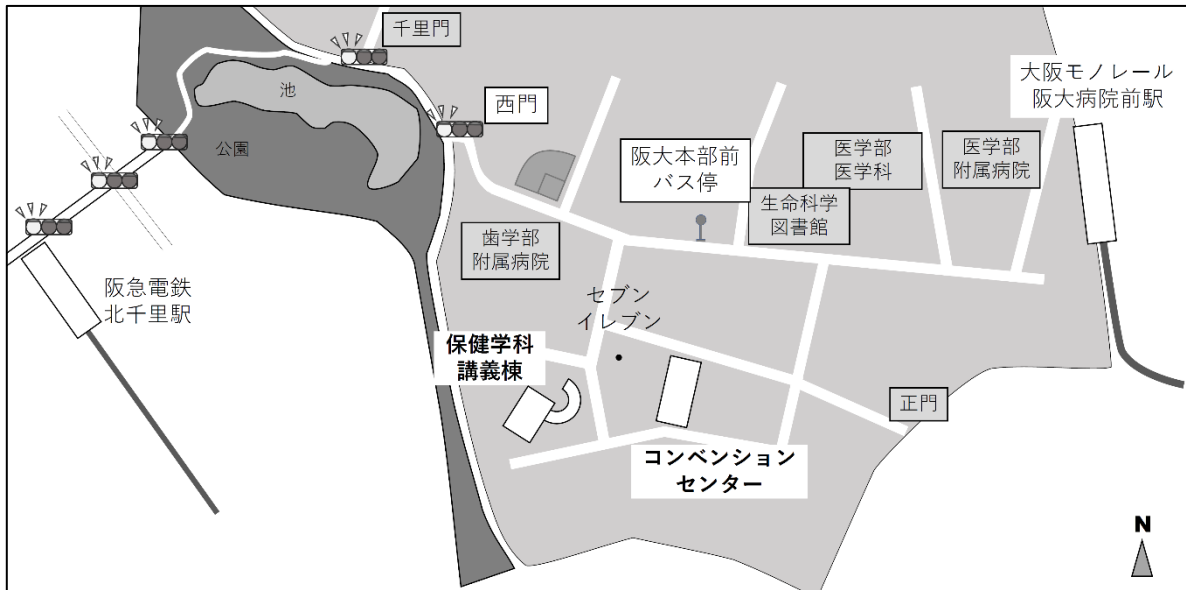 千里門
大阪モノレール
阪大病院前駅
池
西門
公園
阪大本部前
バス停
医学部
医学科
医学部
附属病院
生命科学
図書館
歯学部
附属病院
阪急電鉄
北千里駅
セブン
イレブン
保健学科
講義棟
正門
コンベンション
センター
N